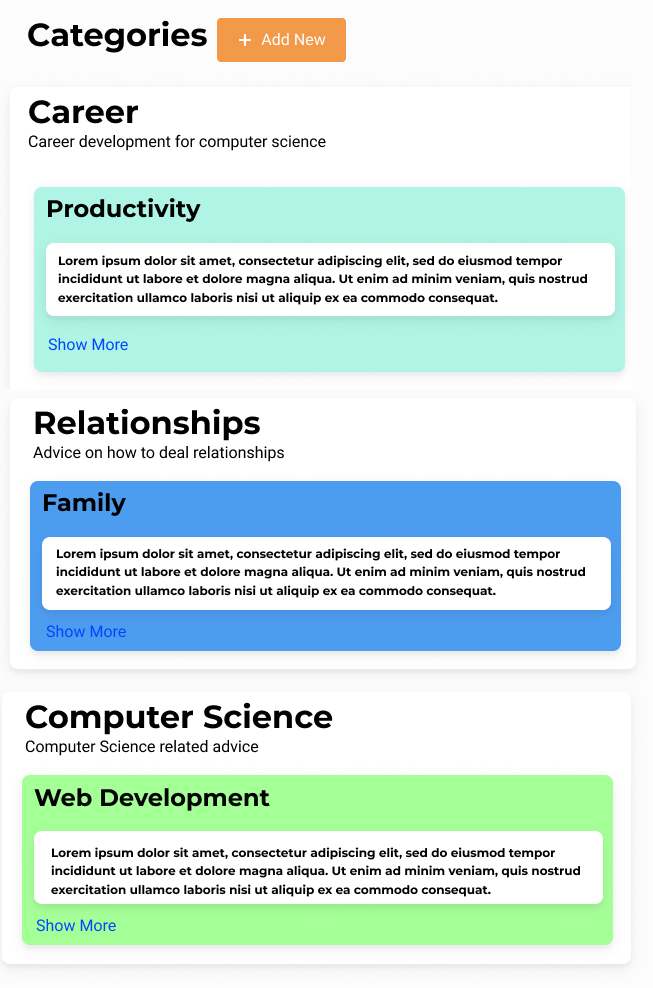 Categories
+ Add New
Career
Career development for computer science
Productivity
Lorem ipsum dolor sit amet, consectetur adipiscing elit, sed do eiusmod tempor
incididunt ut labore et dolore magna aliqua. Ut enim ad minim veniam, quis nostrud
exercitation ullamco laboris nisi ut aliquip ex ea commodo consequat.
Show More
Relationships
Advice on how to deal relationships
Family
Lorem ipsum dolor sit amet, consectetur adipiscing elit, sed do eiusmod tempor
incididunt ut labore et dolore magna aliqua. Ut enim ad minim veniam, quis nostrud
exercitation ullamco laboris nisi ut aliquip ex ea commodo consequat.
Show More
Computer Science
Computer Science related advice
Web Development
Lorem ipsum dolor sit amet, consectetur adipiscing elit, sed do eiusmod tempor
incididunt ut labore et dolore magna aliqua. Ut enim ad minim veniam, quis nostrud
exercitation ullamco laboris nisi ut aliquip ex ea commodo consequat.
Show More